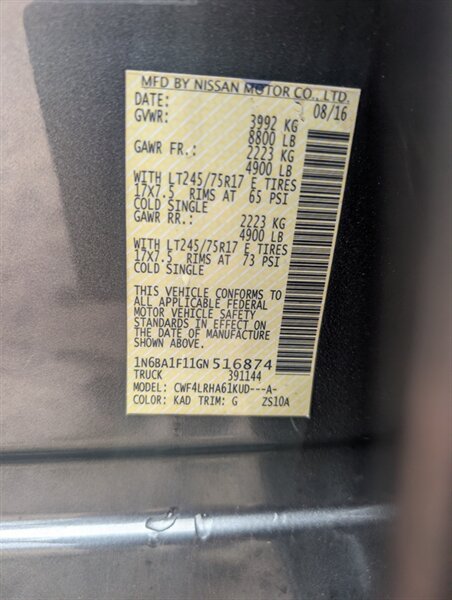 MFD BY NISSAN MOTOR CO., LTD.
DATE: 08/16
GVWR: 3992 KG
8800 LB
GAWR FR.: 2223 KG
4900 LB
WITH LT245/75R17 E TIRES
17X7.5 RIMS AT 65 PSI
COLD SINGLE
GAWR RR.: 2223 KG
4900 LB
WITH LT245/75R17 E TIRES
17X7.5 RIMS AT 73 PSI
COLD SINGLE
THIS VEHICLE CONFORMS TO
ALL APPLICABLE FEDERAL
MOTOR VEHICLE SAFETY
STANDARDS IN EFFECT ON
THE DATE OF MANUFACTURE
SHOWN ABOVE.
1N6BA1F11GN516874
TRUCK 391144
MODEL: CWF4LRHA61KUD---A-
COLOR: KAD TRIM: G ZS10A